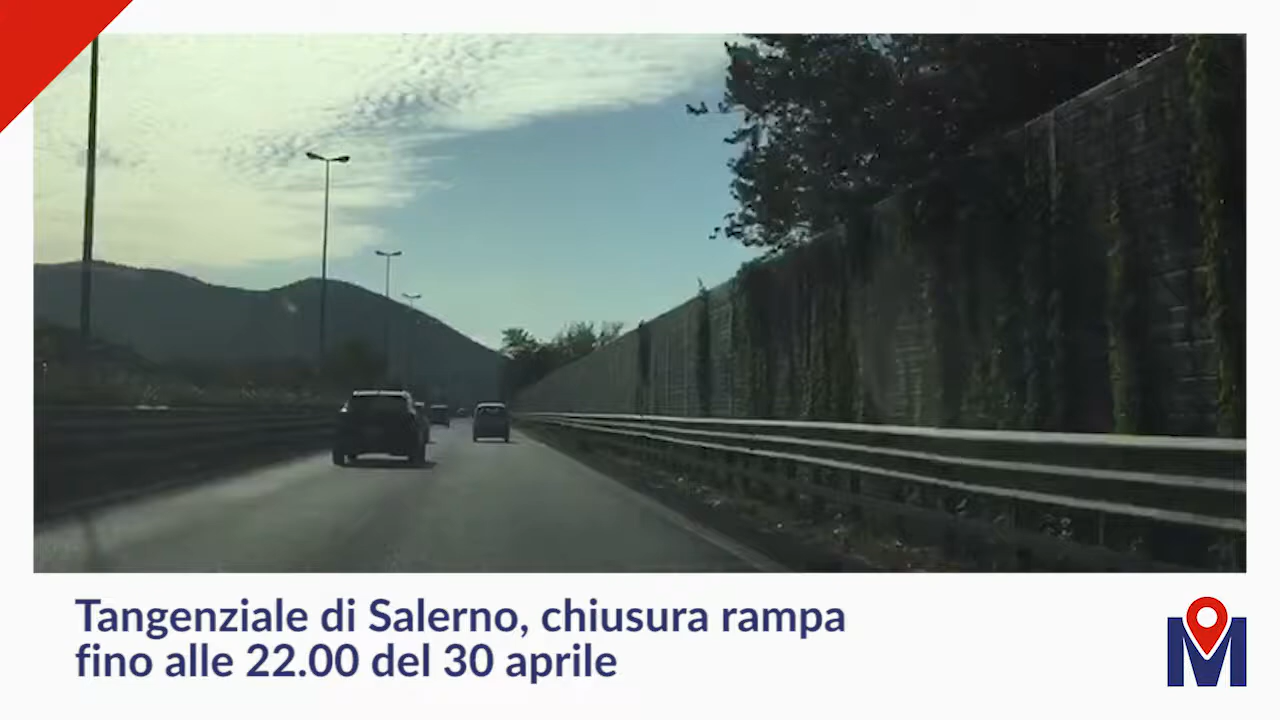 Tangenziale di Salerno, chiusura rampa
fino alle 22.00 del 30 aprile
M